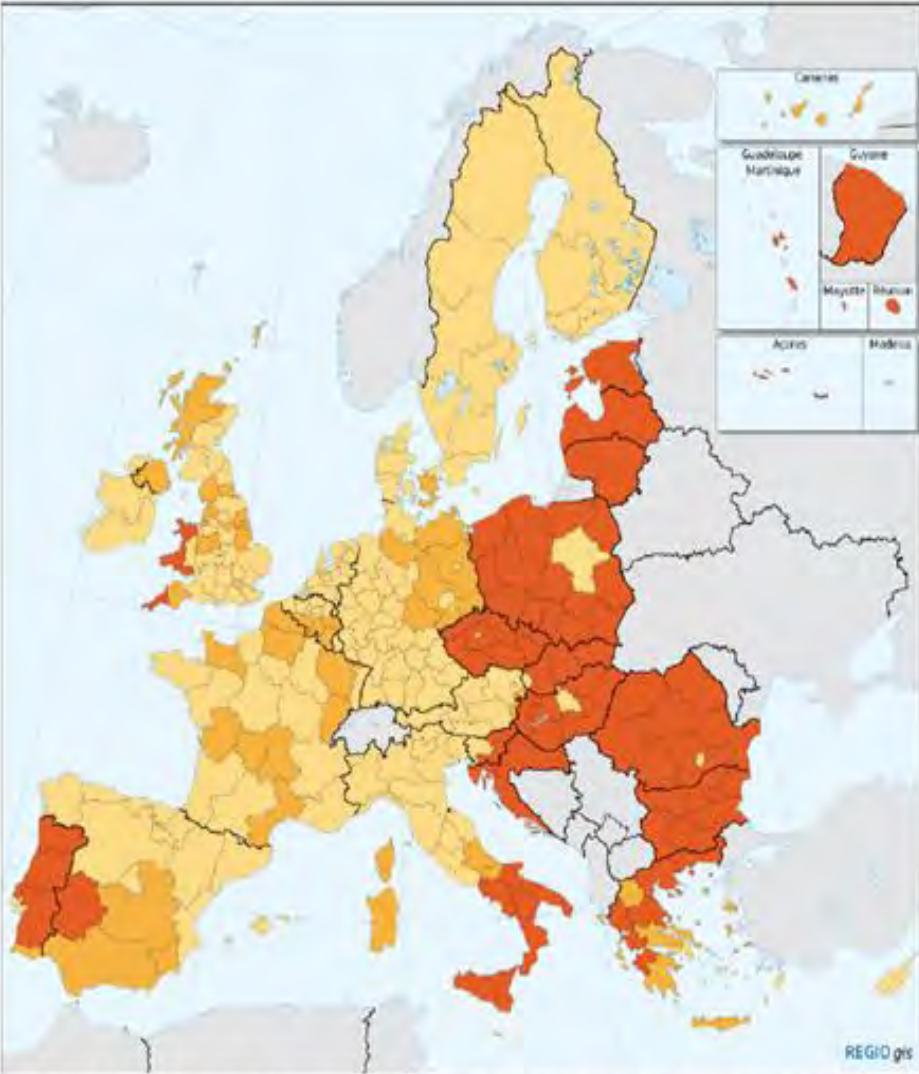 Canarias
Guadeloupe
Martinique
Guyane
Mayotte
Réunion
Açores
Madeira
REGIOgis